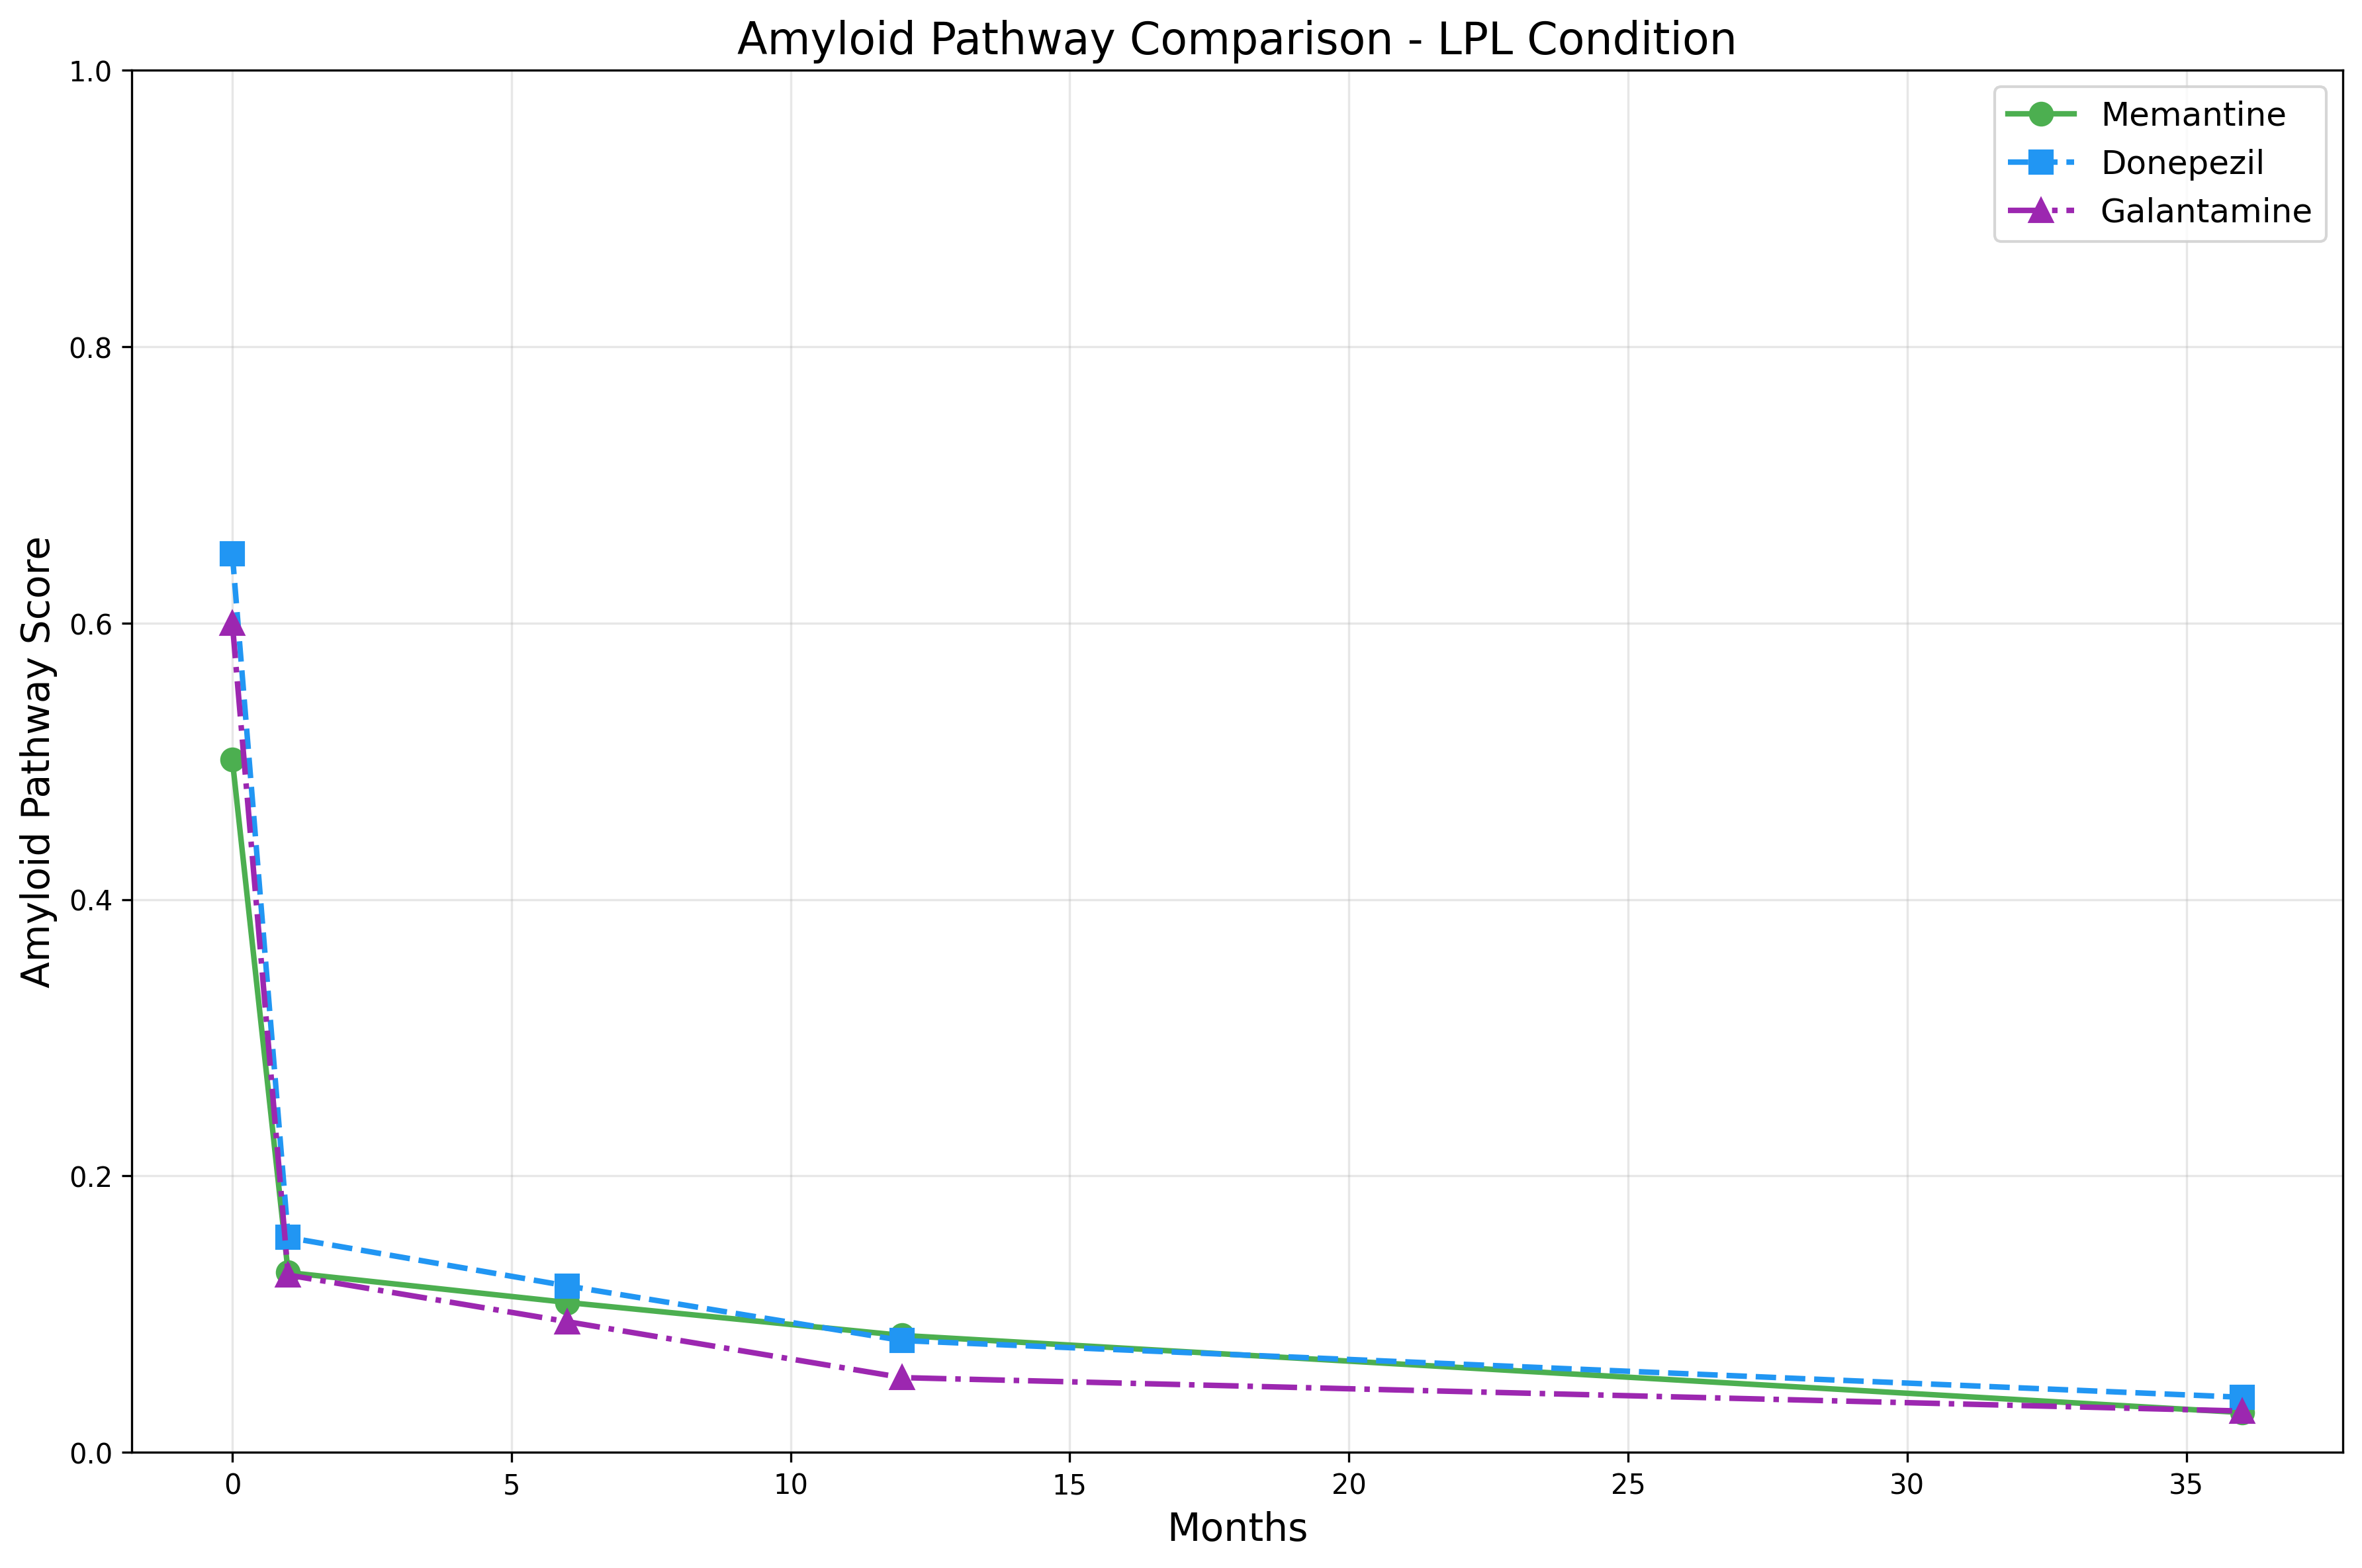 Amyloid Pathway Comparison - LPL Condition
1.0
0.8
0.6
0.4
0.2
0.0
Amyloid Pathway Score
Memantine
Donepezil
Galantamine
0 5 10 15 20 25 30 35
Months